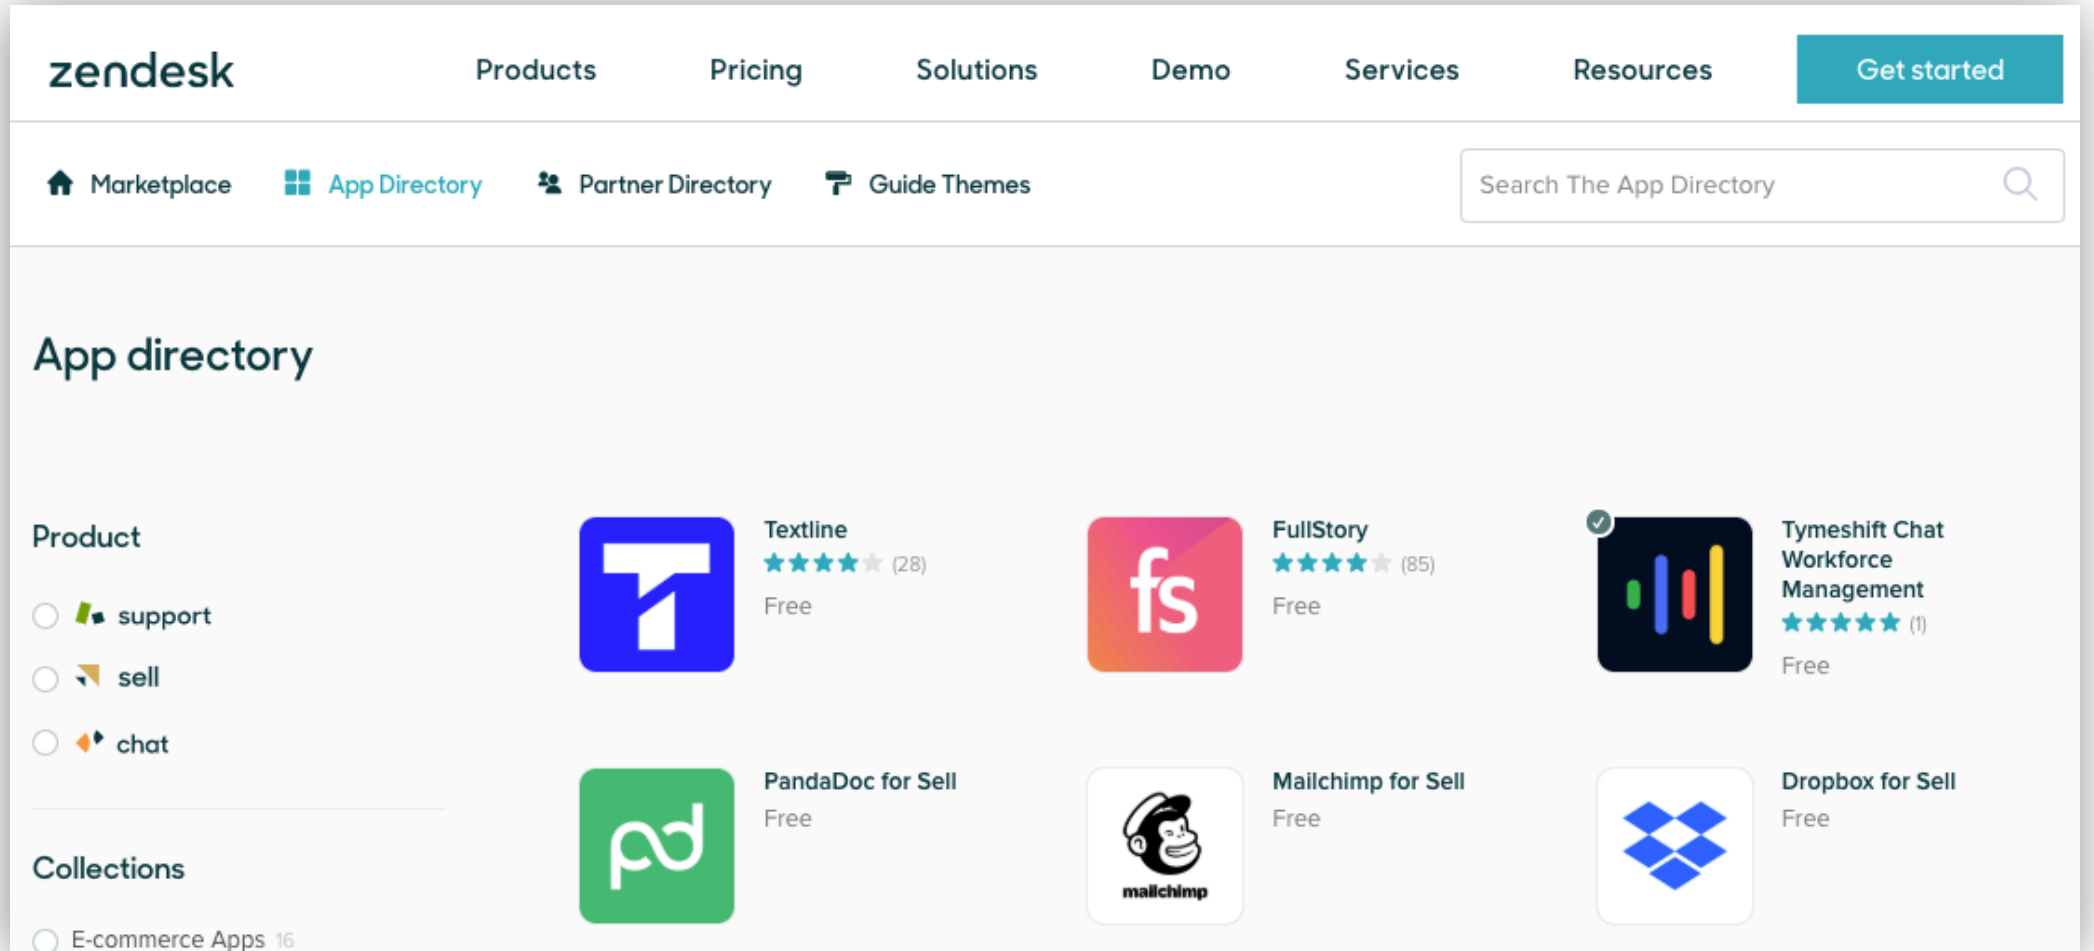 zendesk
Products
Pricing
Solutions
Demo
Services
Resources
Get started
Marketplace
App Directory
Partner Directory
Guide Themes
Search The App Directory
App directory
Product
support
sell
chat
Collections
E-commerce Apps 16
Textline
(28)
Free
fs
FullStory
(85)
Free
Tymeshift Chat
Workforce
Management
(1)
Free
pd
PandaDoc for Sell
Free
mailchimp
Mailchimp for Sell
Free
Dropbox for Sell
Free